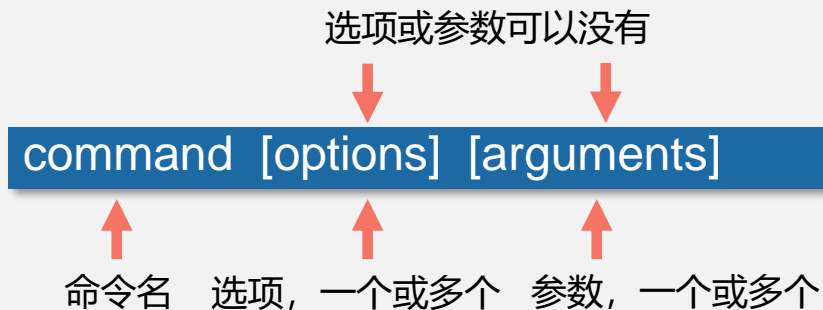 选项或参数可以没有
command [options] [arguments]
命令名 选项，一个或多个 参数，一个或多个